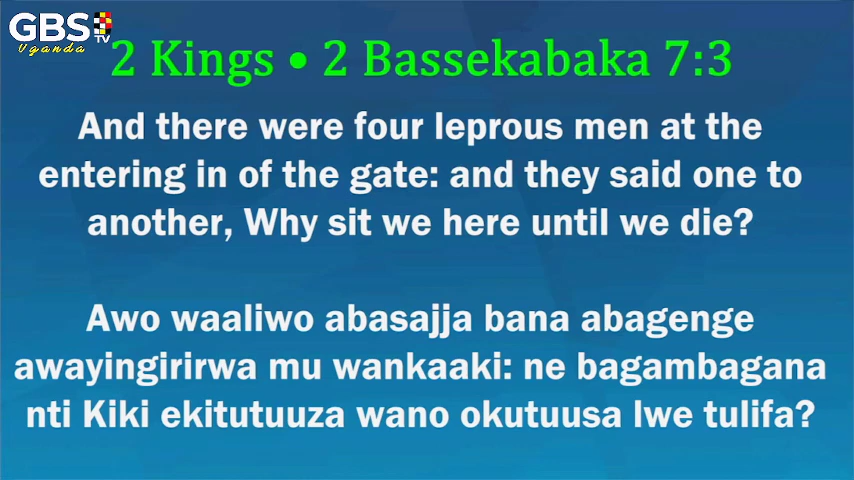 GBS TV
Uganda
2 Kings • 2 Bassekabaka 7:3
And there were four leprous men at the
entering in of the gate: and they said one to
another, Why sit we here until we die?
Awo waaliwo abasajja bana abagenge
awayingirirwa mu wankaaki: ne bagambagana
nti Kiki ekitutuuza wano okutuusa lwe tulifa?